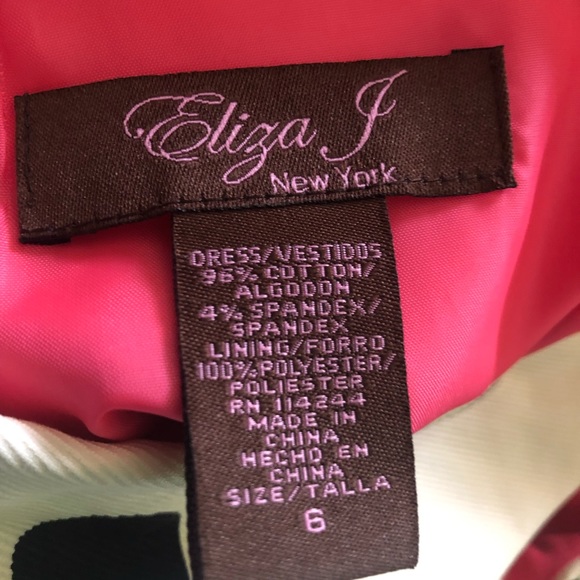 Eliza J
New York
DRESS/VESTIDOS
96% COTTON/
ALGODON
4% SPANDEX/
SPANDEX
LINING/FORRO
100%POLYESTER/
POLIESTER
RN 114244
MADE IN
CHINA
HECHO EN
CHINA
SIZE/TALLA
6